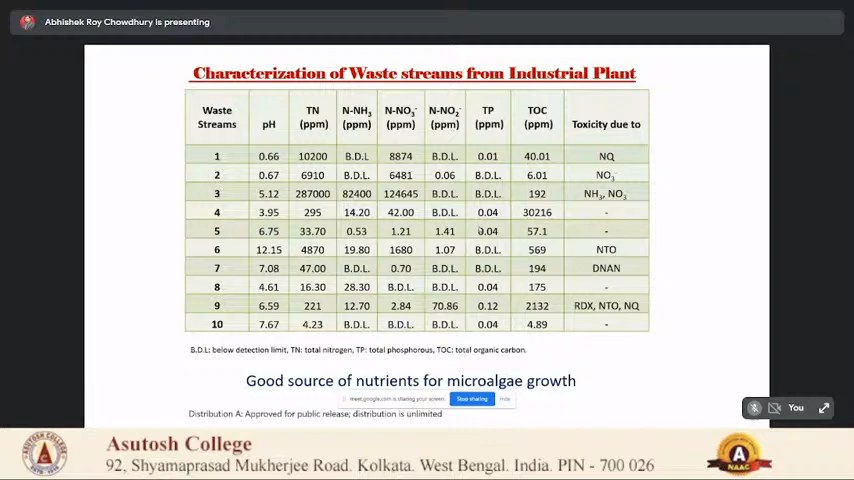 Abhishek Roy Chowdhury is presenting
Characterization of Waste streams from Industrial Plant
Waste Streams pH TN (ppm) N-NH3 (ppm) N-NO3- (ppm) N-NO2- (ppm) TP (ppm) TOC (ppm) Toxicity due to
1 0.66 10200 B.D.L 8874 B.D.L. 0.01 40.01 NQ
2 0.67 6910 B.D.L. 6481 0.06 B.D.L. 6.01 NO3-
3 5.12 287000 82400 124645 B.D.L. B.D.L. 192 NH3, NO3
4 3.95 295 14.20 42.00 B.D.L. 0.04 30216 -
5 6.75 33.70 0.53 1.21 1.41 0.04 57.1 -
6 12.15 4870 19.80 1680 1.07 B.D.L. 569 NTO
7 7.08 47.00 B.D.L. 0.70 B.D.L. B.D.L. 194 DNAN
8 4.61 16.30 28.30 B.D.L. B.D.L. 0.04 175 -
9 6.59 221 12.70 2.84 70.86 0.12 2132 RDX, NTO, NQ
10 7.67 4.23 B.D.L. B.D.L. B.D.L. 0.04 4.89 -
B.D.L: below detection limit, TN: total nitrogen, TP: total phosphorous, TOC: total organic carbon.
Good source of nutrients for microalgae growth
meet.google.com is sharing your screen. Stop sharing Hide
Distribution A: Approved for public release; distribution is unlimited
You
Asutosh College
92, Shyamaprasad Mukherjee Road. Kolkata. West Bengal. India. PIN - 700 026
A
NAAC